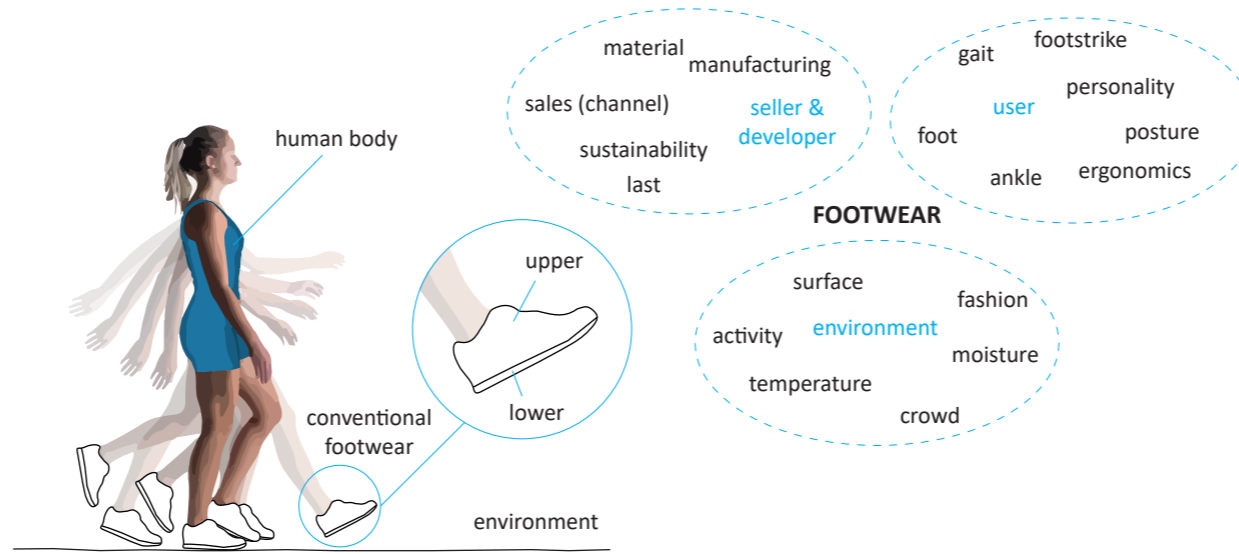 human body
upper
lower
conventional
footwear
environment
material
manufacturing
sales (channel)
seller &
developer
sustainability
last
gait
footstrike
personality
user
foot
posture
ankle
ergonomics
FOOTWEAR
surface
fashion
activity
environment
moisture
temperature
crowd